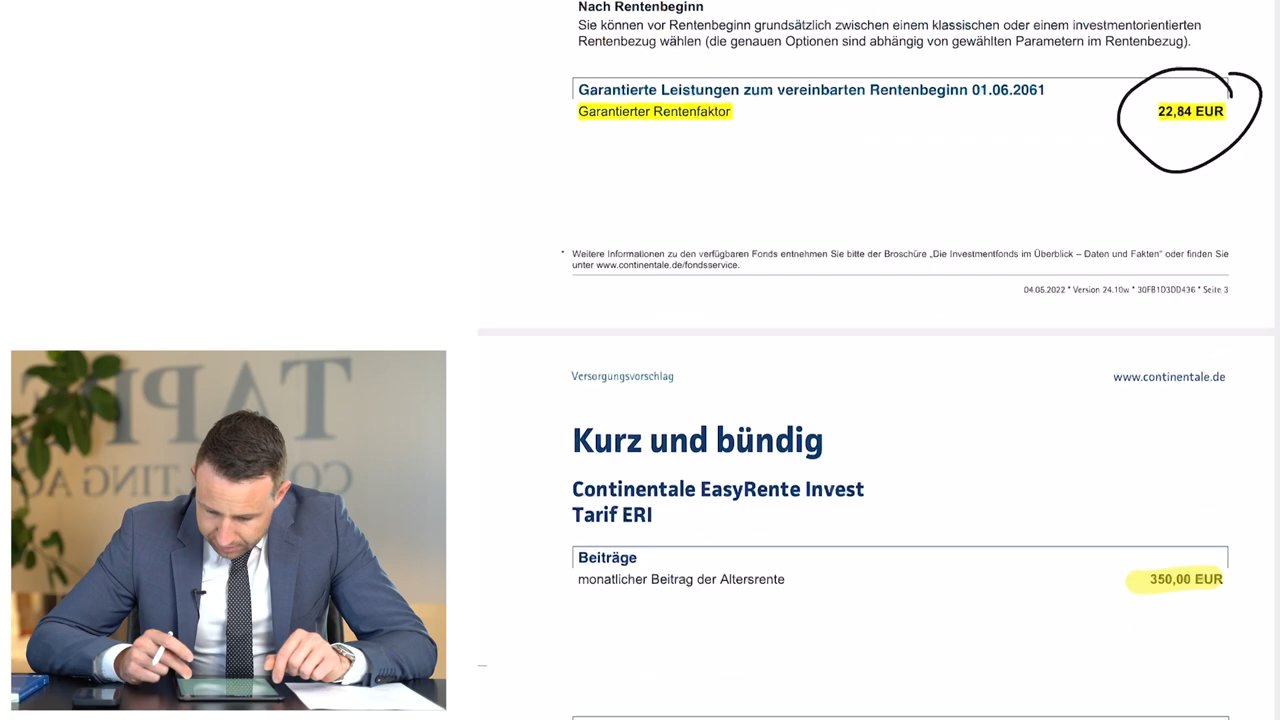 Nach Rentenbeginn
Sie können vor Rentenbeginn grundsätzlich zwischen einem klassischen oder einem investmentorientierten
Rentenbezug wählen (die genauen Optionen sind abhängig von gewählten Parametern im Rentenbezug).
Garantierte Leistungen zum vereinbarten Rentenbeginn 01.06.2061
Garantierter Rentenfaktor 22,84 EUR
* Weitere Informationen zu den verfügbaren Fonds entnehmen Sie bitte der Broschüre „Die Investmentfonds im Überblick – Daten und Fakten“ oder finden Sie
unter www.continentale.de/fondsservice.
04.05.2022 * Version 24.10w * 30FB1D3DD436 * Seite 3
Versorgungsvorschlag www.continentale.de
Kurz und bündig
Continentale EasyRente Invest
Tarif ERI
Beiträge
monatlicher Beitrag der Altersrente 350,00 EUR